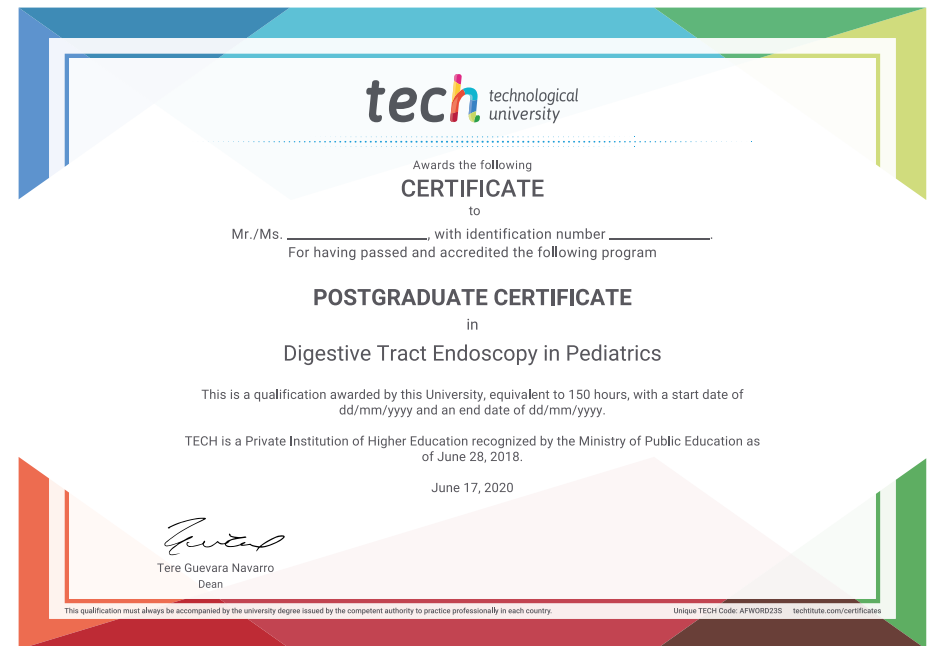 tech technological
university
Awards the following
CERTIFICATE
to
Mr./Ms. ____________, with identification number ____________.
For having passed and accredited the following program
POSTGRADUATE CERTIFICATE
in
Digestive Tract Endoscopy in Pediatrics
This is a qualification awarded by this University, equivalent to 150 hours, with a start date of
dd/mm/yyyy and an end date of dd/mm/yyyy.
TECH is a Private Institution of Higher Education recognized by the Ministry of Public Education as
of June 28, 2018.
June 17, 2020
Tere Guevara Navarro
Dean
This qualification must always be accompanied by the university degree issued by the competent authority to practice professionally in each country. Unique TECH Code: AFWORD23S techtitute.com/certificates